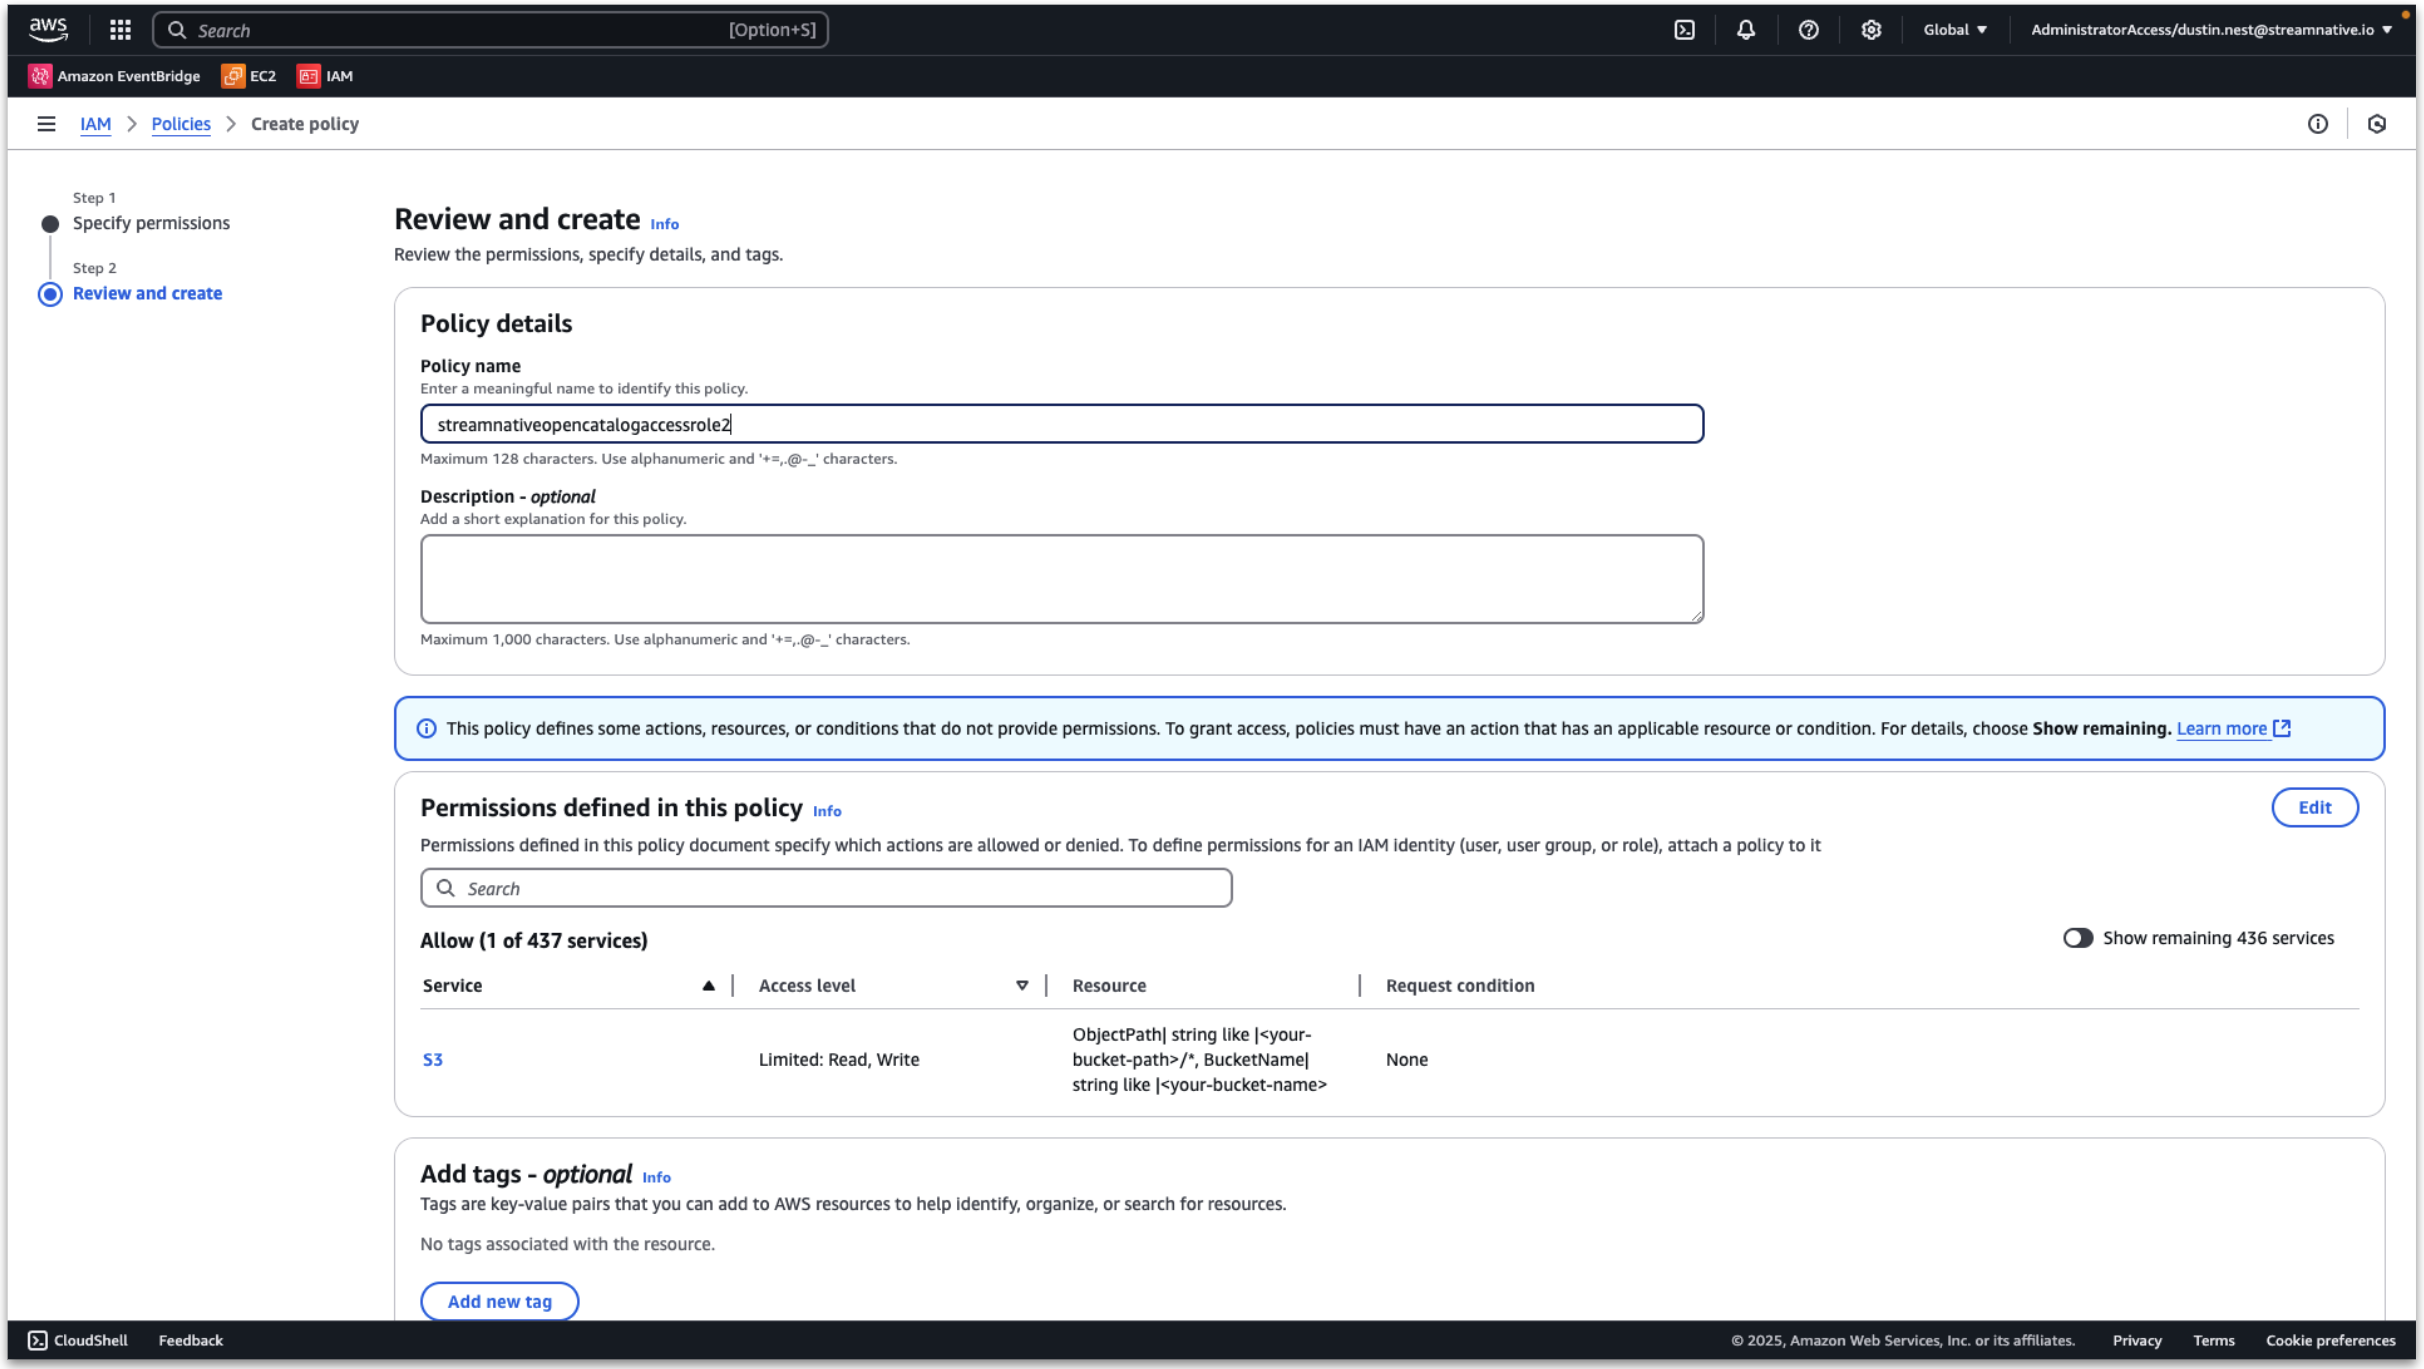 aws
Search
[Option+S]
Global ▼
AdministratorAccess/dustin.nest@streamnative.io ▼
Amazon EventBridge
EC2
IAM
IAM > Policies > Create policy
Step 1
Specify permissions
Step 2
Review and create
Review and create Info
Review the permissions, specify details, and tags.
Policy details
Policy name
Enter a meaningful name to identify this policy.
streamnativeopencatalogaccessrole2
Maximum 128 characters. Use alphanumeric and '+=,.@-_' characters.
Description - optional
Add a short explanation for this policy.
Maximum 1,000 characters. Use alphanumeric and '+=,.@-_' characters.
This policy defines some actions, resources, or conditions that do not provide permissions. To grant access, policies must have an action that has an applicable resource or condition. For details, choose Show remaining. Learn more
Permissions defined in this policy Info
Edit
Permissions defined in this policy document specify which actions are allowed or denied. To define permissions for an IAM identity (user, user group, or role), attach a policy to it
Search
Allow (1 of 437 services)
Show remaining 436 services
Service
Access level
Resource
Request condition
S3
Limited: Read, Write
ObjectPath| string like |<your-
bucket-path>/*, BucketName|
string like |<your-bucket-name>
None
Add tags - optional Info
Tags are key-value pairs that you can add to AWS resources to help identify, organize, or search for resources.
No tags associated with the resource.
Add new tag
CloudShell
Feedback
© 2025, Amazon Web Services, Inc. or its affiliates.
Privacy
Terms
Cookie preferences